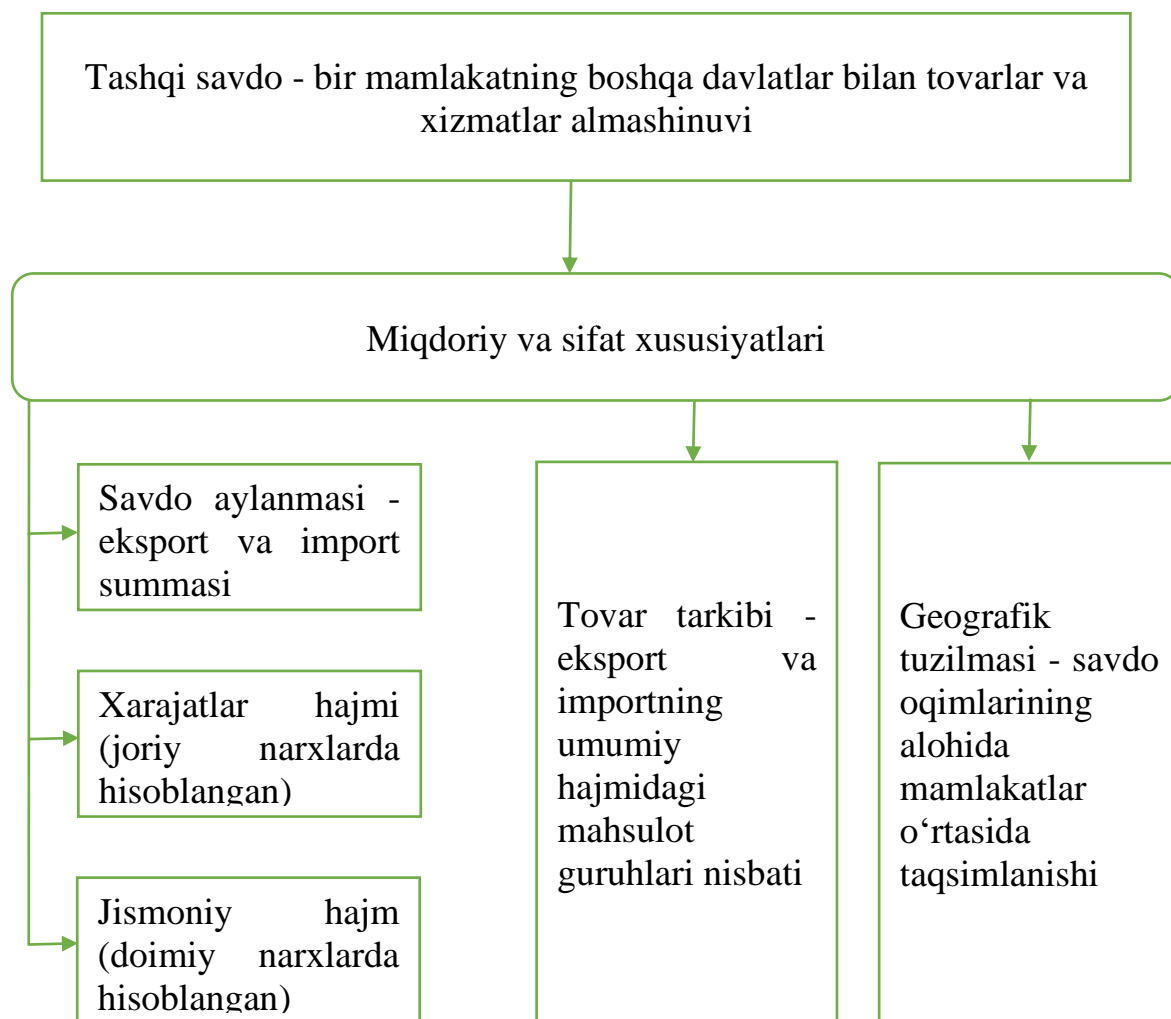 Tashqi savdo - bir mamlakatning boshqa davlatlar bilan tovarlar va
xizmatlar almashinuvi
Miqdoriy va sifat xususiyatlari
Savdo aylanmasi -
eksport va import
summasi
Xarajatlar hajmi
(joriy narxlarda
hisoblangan)
Jismoniy hajm
(doimiy narxlarda
hisoblangan)
Tovar tarkibi -
eksport va
importning
umumiy
hajmidagi
mahsulot
guruhlari nisbati
Geografik
tuzilmasi - savdo
oqimlarining
alohida
mamlakatlar
o‘rtasida
taqsimlanishi